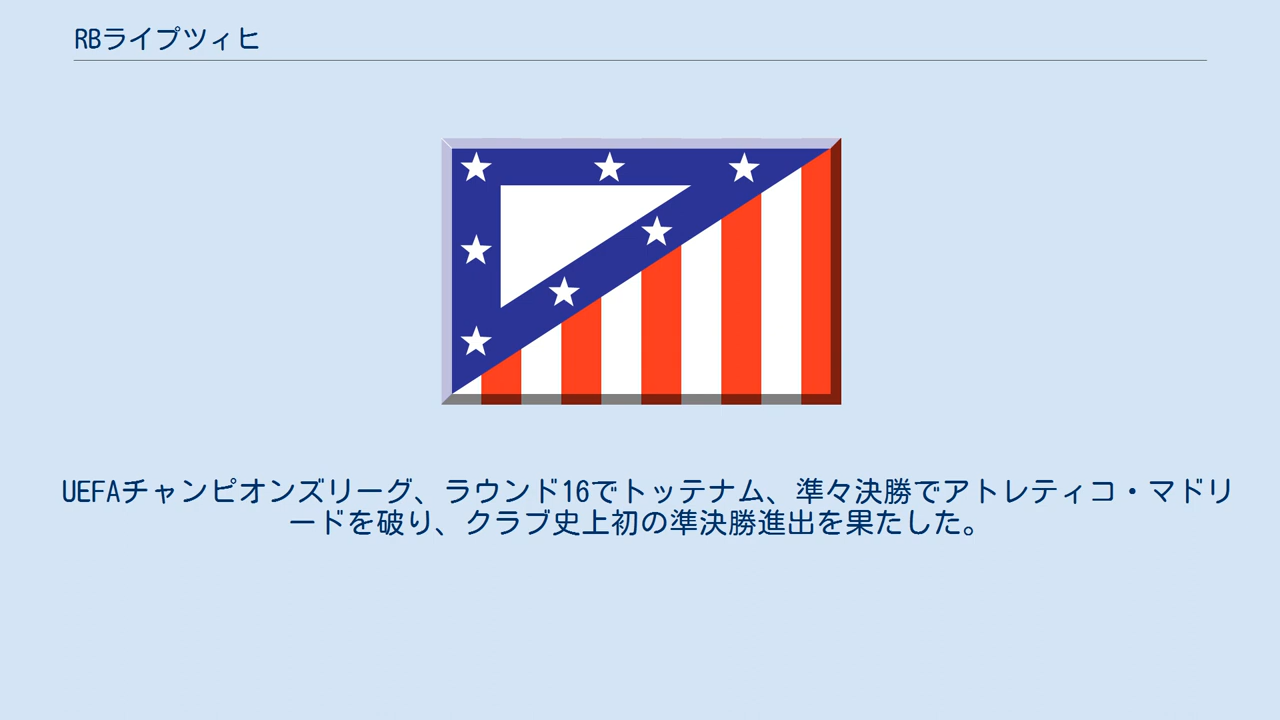 RBライプツィヒ
UEFAチャンピオンズリーグ、ラウンド16でトッテナム、準々決勝でアトレティコ・マドリ
ードを破り、クラブ史上初の準決勝進出を果たした。